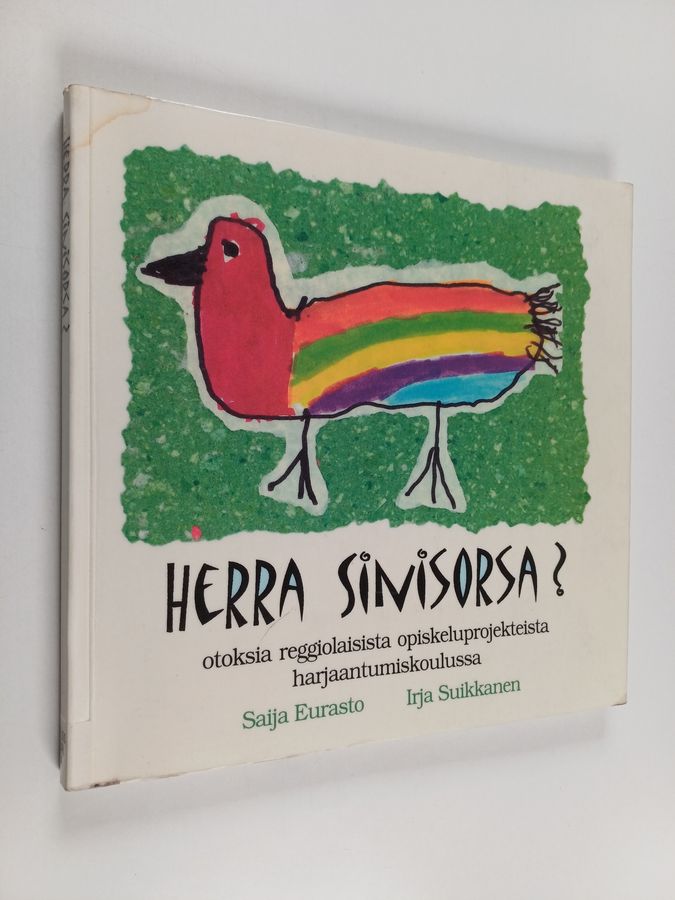 HERRA SINISORSA?
HERRA SINISORSA?
otoksia reggiolaisista opiskeluprojekteista
harjaantumiskoulussa
Saija Eurasto Irja Suikkanen